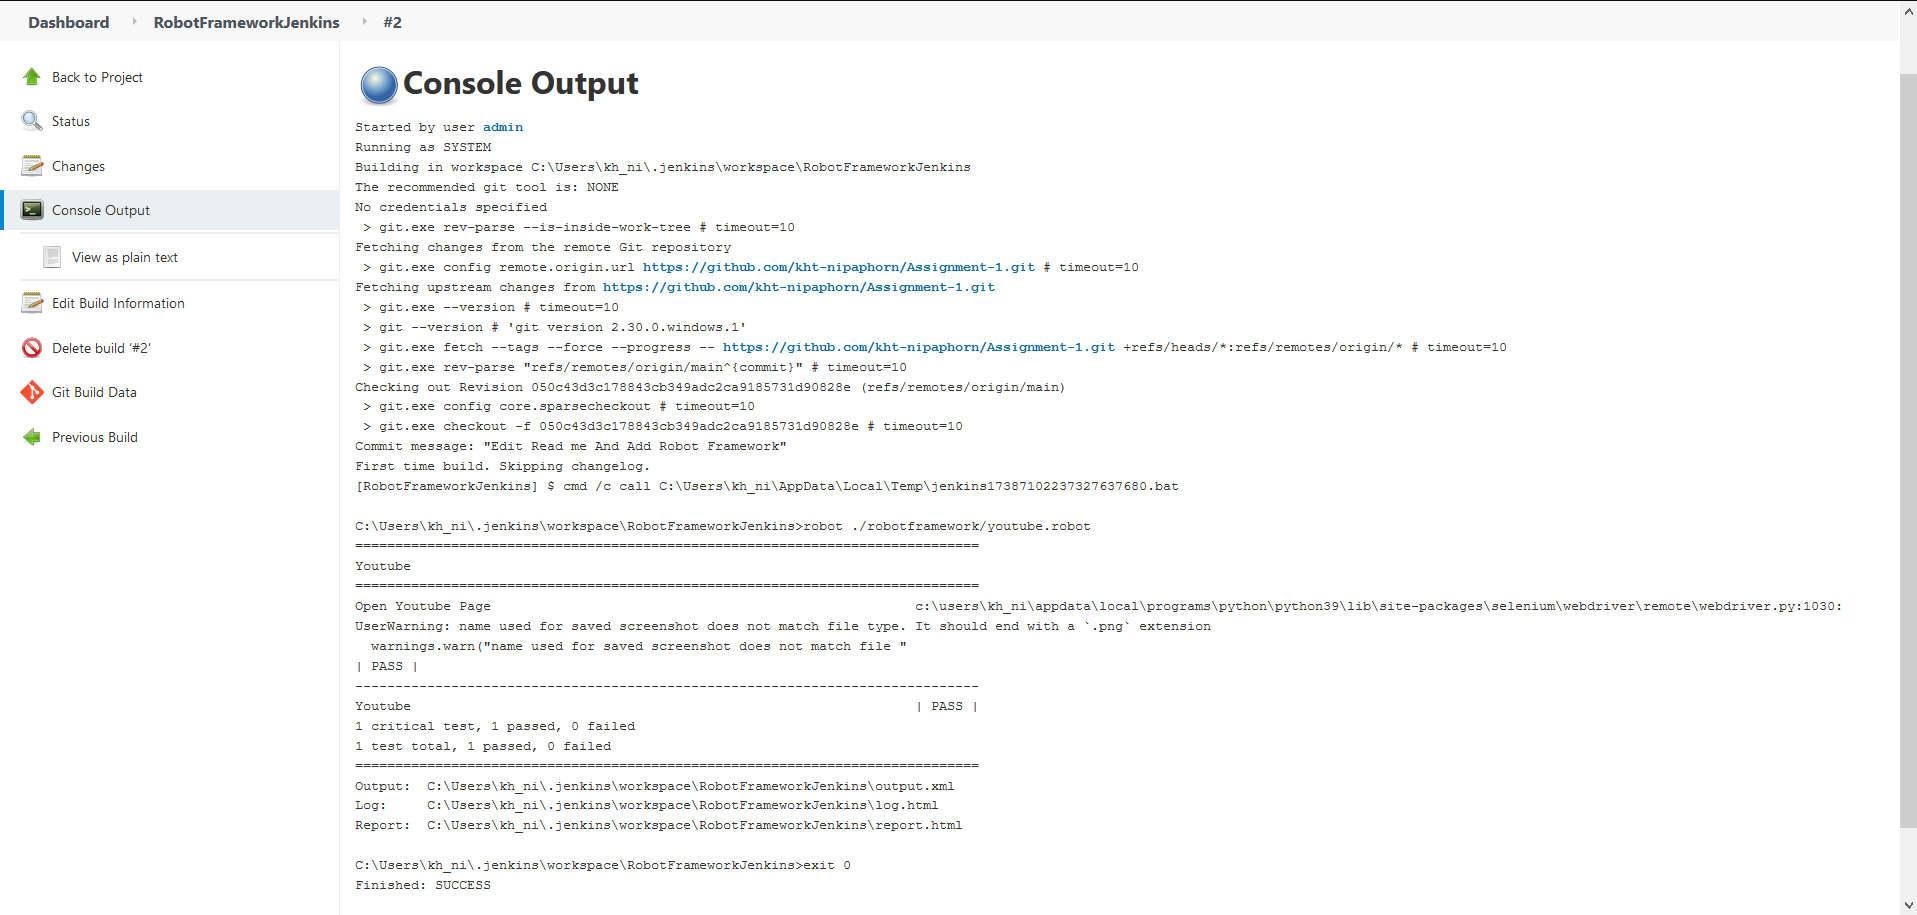 Dashboard RobotFrameworkJenkins #2
Back to Project
Status
Changes
Console Output
View as plain text
Edit Build Information
Delete build ‘#2’
Git Build Data
Previous Build
Console Output
Started by user admin
Running as SYSTEM
Building in workspace C:\Users\kh_ni\.jenkins\workspace\RobotFrameworkJenkins
The recommended git tool is: NONE
No credentials specified
 > git.exe rev-parse --is-inside-work-tree # timeout=10
Fetching changes from the remote Git repository
 > git.exe config remote.origin.url https://github.com/kht-nipaphorn/Assignment-1.git # timeout=10
Fetching upstream changes from https://github.com/kht-nipaphorn/Assignment-1.git
 > git.exe --version # timeout=10
 > git --version # 'git version 2.30.0.windows.1'
 > git.exe fetch --tags --force --progress -- https://github.com/kht-nipaphorn/Assignment-1.git +refs/heads/*:refs/remotes/origin/* # timeout=10
 > git.exe rev-parse "refs/remotes/origin/main^{commit}" # timeout=10
Checking out Revision 050c43d3c178843cb349adc2ca9185731d90828e (refs/remotes/origin/main)
 > git.exe config core.sparsecheckout # timeout=10
 > git.exe checkout -f 050c43d3c178843cb349adc2ca9185731d90828e # timeout=10
Commit message: "Edit Read me And Add Robot Framework"
First time build. Skipping changelog.
[RobotFrameworkJenkins] $ cmd /c call C:\Users\kh_ni\AppData\Local\Temp\jenkins17387102237327637680.bat
C:\Users\kh_ni\.jenkins\workspace\RobotFrameworkJenkins>robot ./robotframework/youtube.robot
==============================================================================
Youtube
==============================================================================
Open Youtube Page c:\users\kh_ni\appdata\local\programs\python\python39\lib\site-packages\selenium\webdriver\remote\webdriver.py:1030:
UserWarning: name used for saved screenshot does not match file type. It should end with a `.png` extension
  warnings.warn("name used for saved screenshot does not match file "
| PASS |
------------------------------------------------------------------------------
Youtube | PASS |
1 critical test, 1 passed, 0 failed
1 test total, 1 passed, 0 failed
==============================================================================
Output: C:\Users\kh_ni\.jenkins\workspace\RobotFrameworkJenkins\output.xml
Log: C:\Users\kh_ni\.jenkins\workspace\RobotFrameworkJenkins\log.html
Report: C:\Users\kh_ni\.jenkins\workspace\RobotFrameworkJenkins\report.html
C:\Users\kh_ni\.jenkins\workspace\RobotFrameworkJenkins>exit 0
Finished: SUCCESS